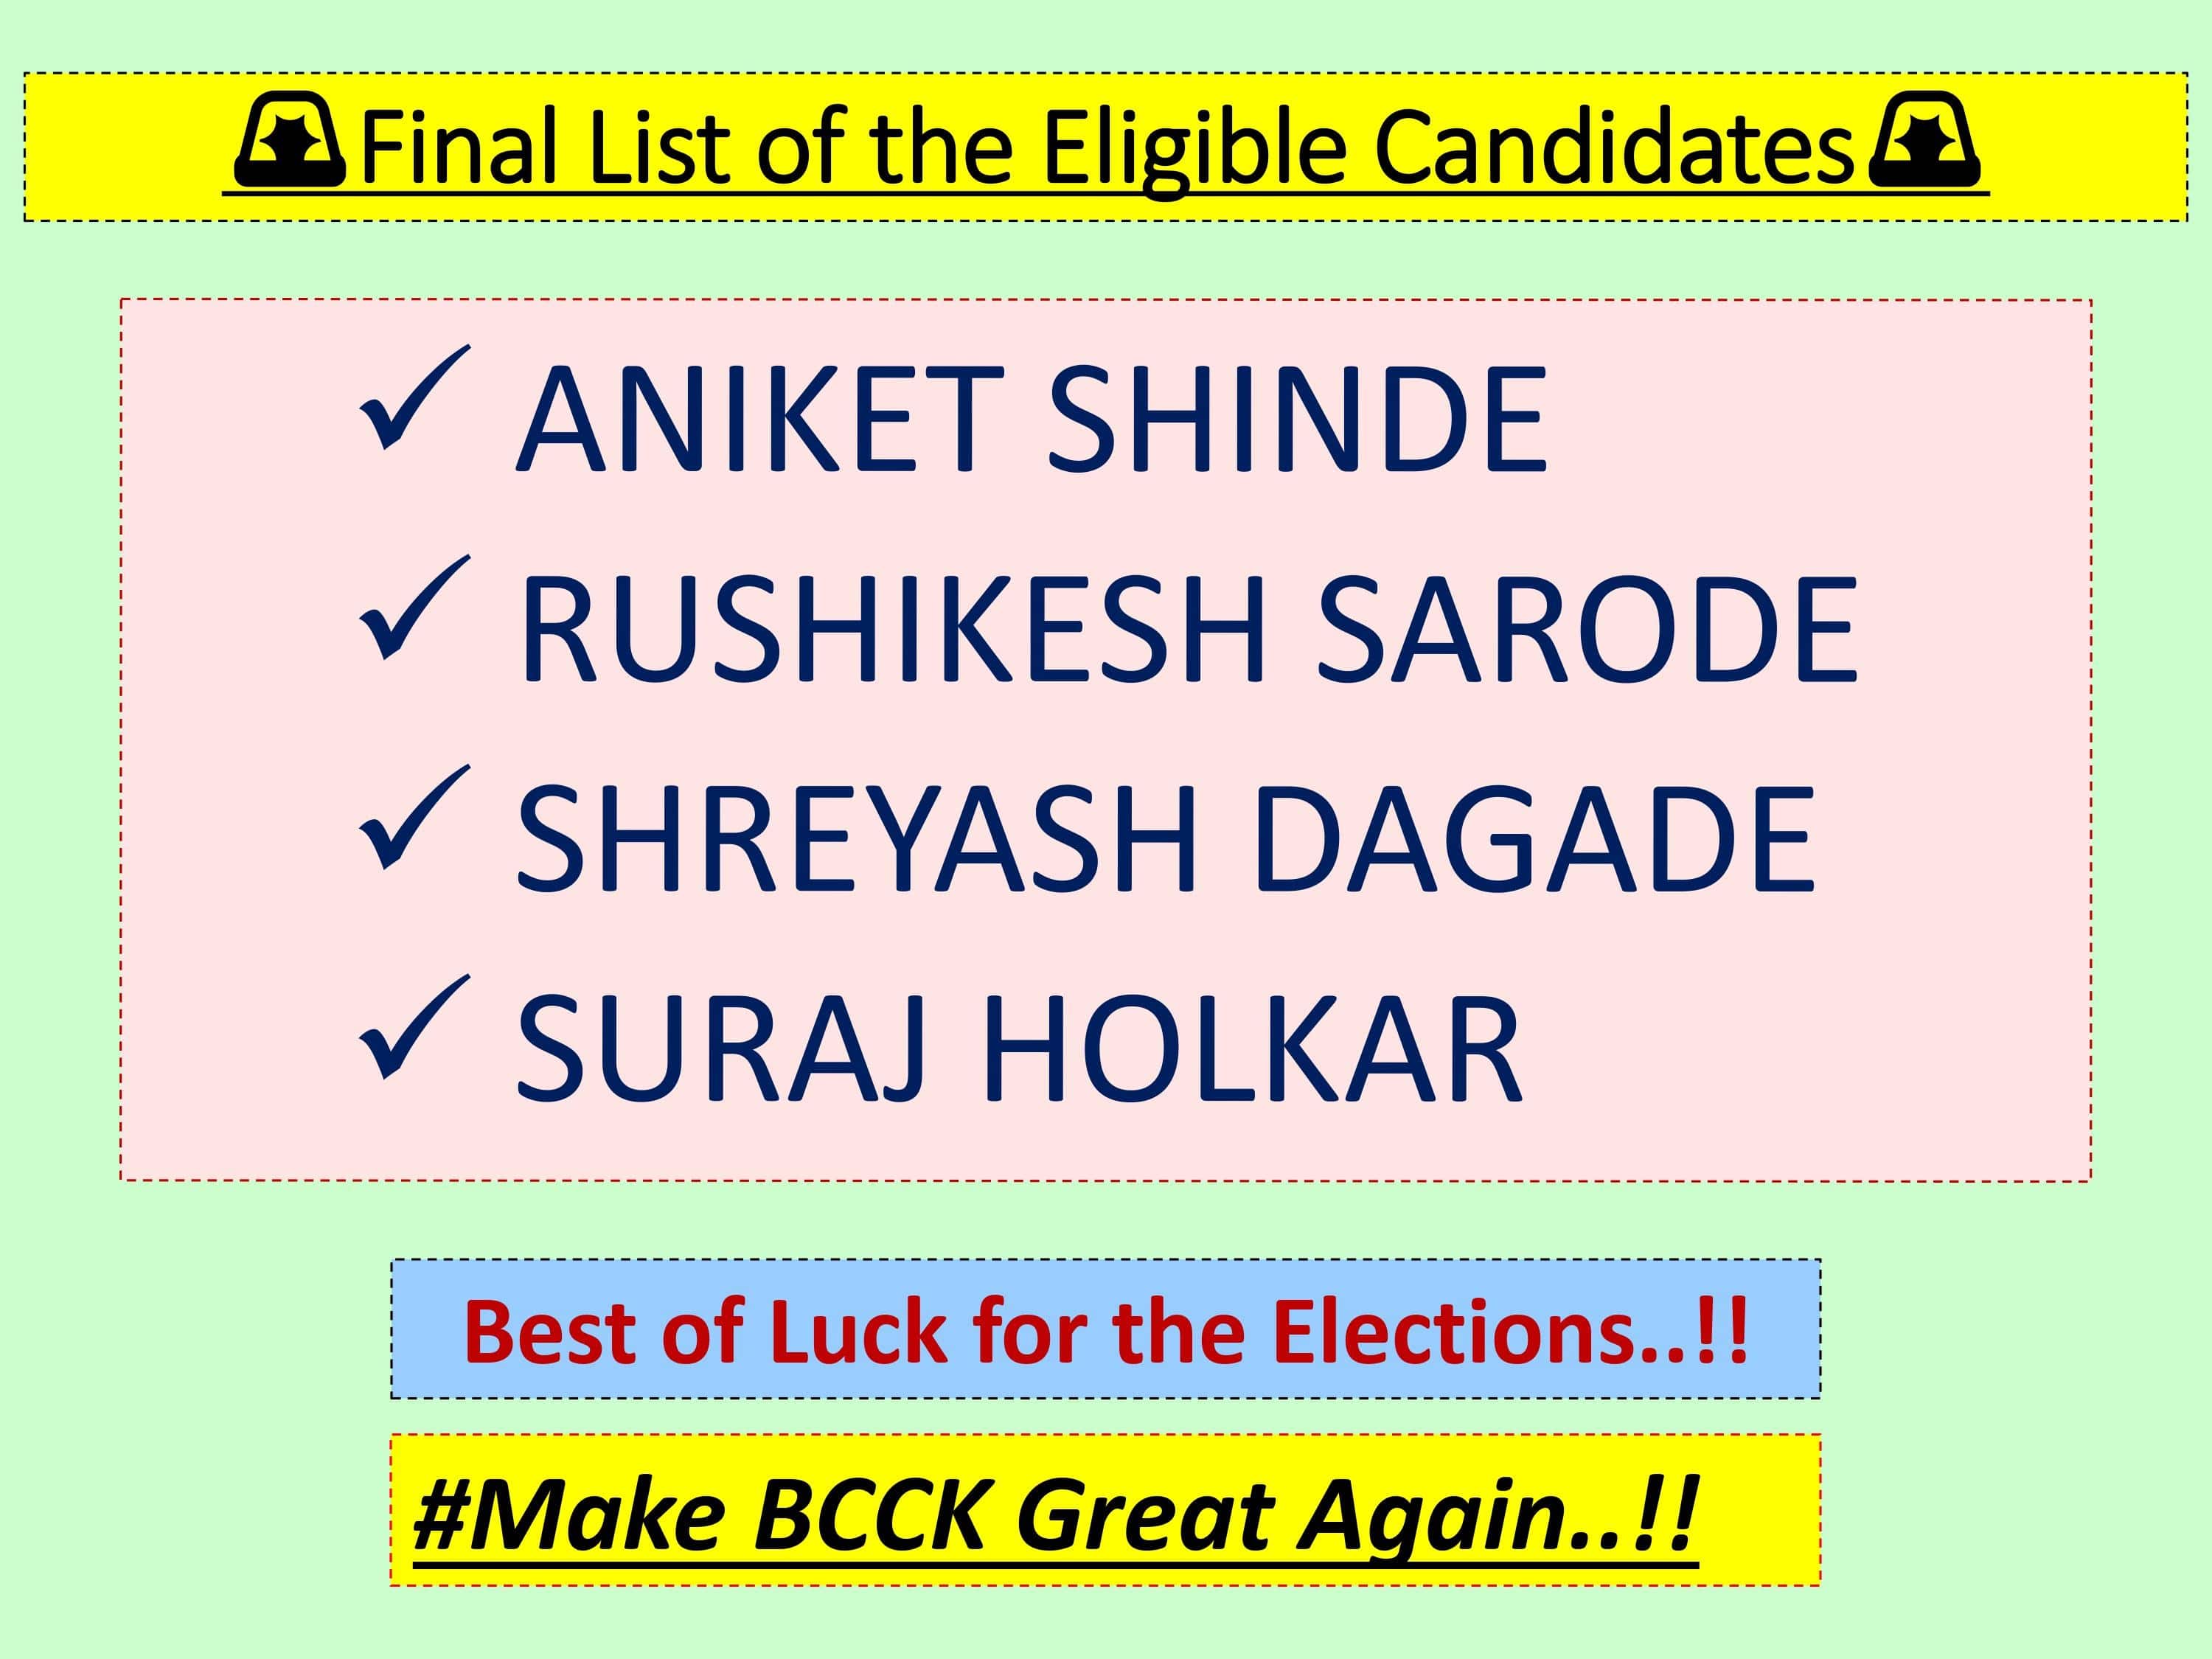 🚨Final List of the Eligible Candidates🚨
✓ ANIKET SHINDE
✓ RUSHIKESH SARODE
✓ SHREYASH DAGADE
✓ SURAJ HOLKAR
Best of Luck for the Elections..!!
#Make BCCK Great Again..!!